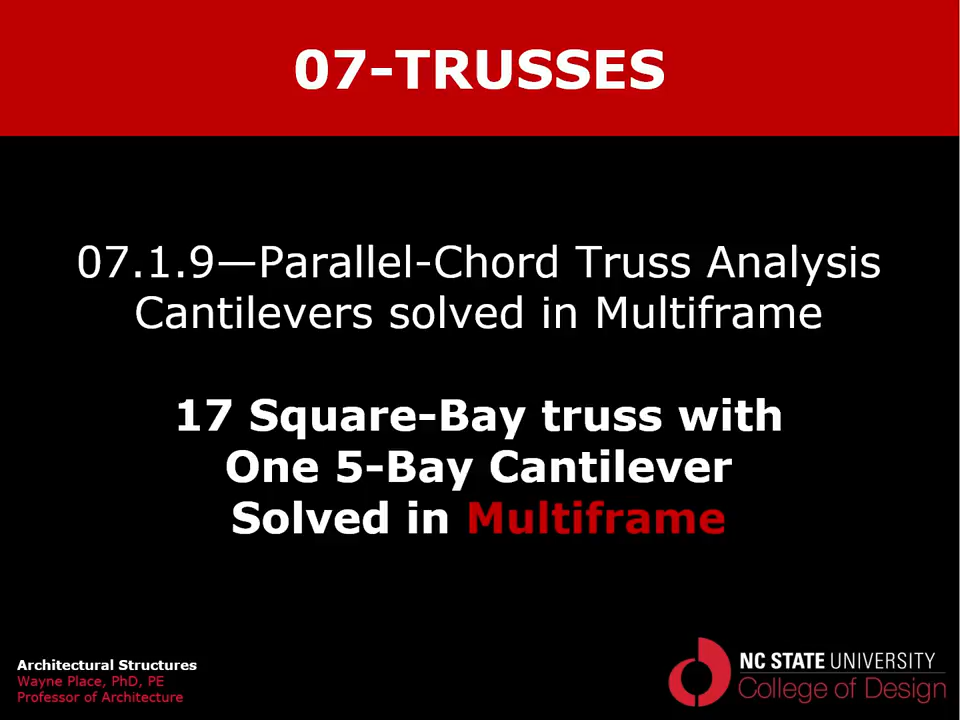 07-TRUSSES
07.1.9—Parallel-Chord Truss Analysis
Cantilevers solved in Multiframe
17 Square-Bay truss with
One 5-Bay Cantilever
Solved in Multiframe
Architectural Structures
Wayne Place, PhD, PE
Professor of Architecture
NC STATE UNIVERSITY
College of Design